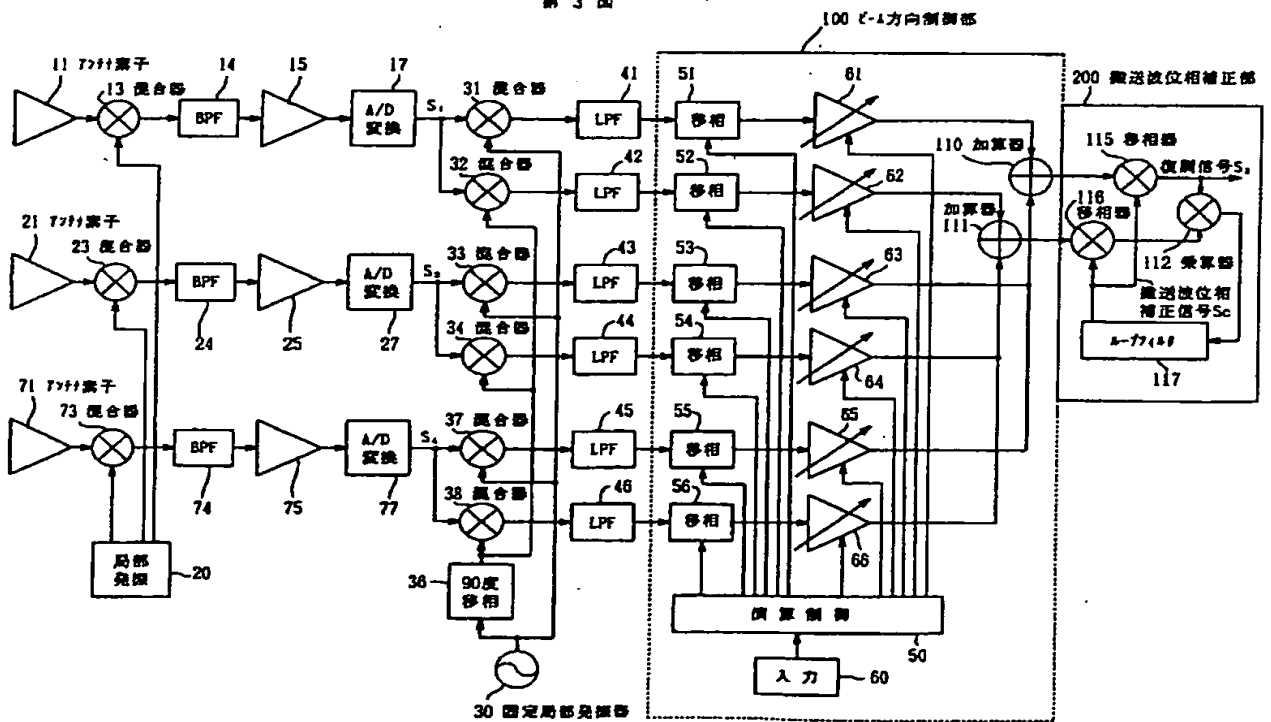 第 3 図
100 ビーム方向制御部
11 アンテナ素子
13 混合器
14
BPF
15
17
A/D
変換
S₁
31 混合器
41
LPF
51
移相
61
200 搬送波位相補正部
110 加算器
115 移相器
復調信号S₃
32 混合器
42
LPF
52
移相
62
加算器
111
116
移相器
112 乗算器
搬送波位相
補正信号Sc
ループフィルタ
117
21 アンテナ素子
23 混合器
BPF
24
25
A/D
変換
27
S₂
33 混合器
43
LPF
53
移相
63
34 混合器
44
LPF
54
移相
64
71 アンテナ素子
73 混合器
BPF
74
75
A/D
変換
77
S₄
37 混合器
45
LPF
55
移相
65
38 混合器
46
LPF
56
移相
66
局部
発振
20
36
90度
移相
演算制御
50
入力
60
30 固定局部発振器